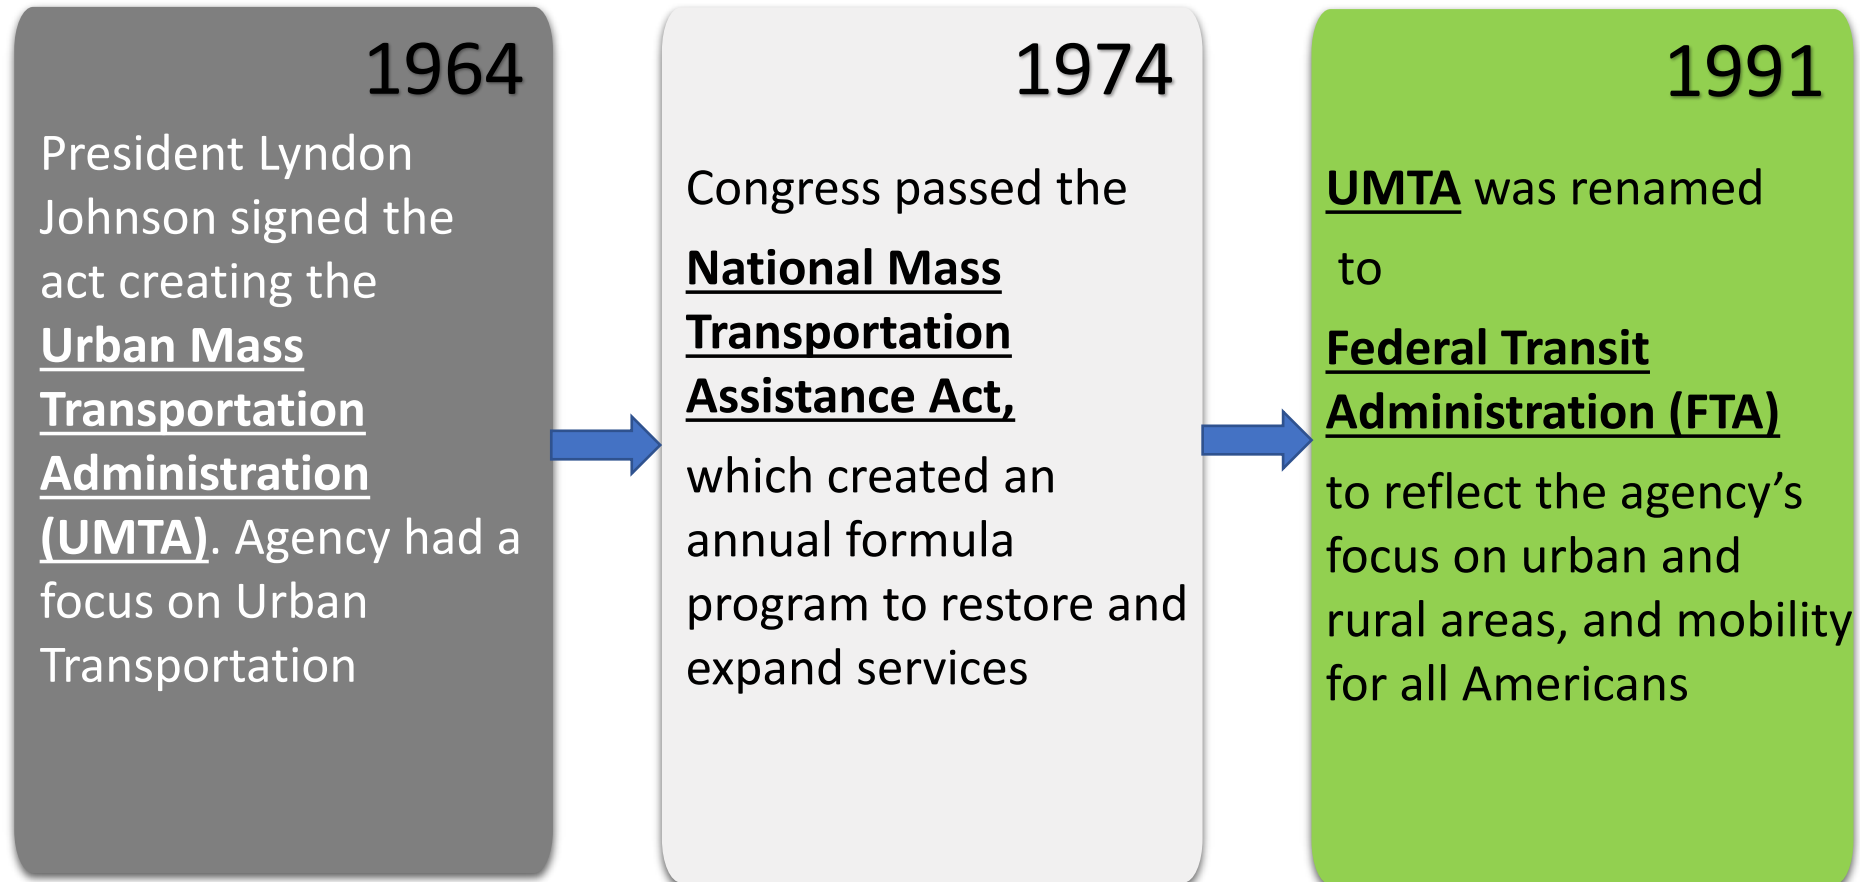 1964
President Lyndon
Johnson signed the
act creating the
Urban Mass
Transportation
Administration
(UMTA). Agency had a
focus on Urban
Transportation
1974
Congress passed the
National Mass
Transportation
Assistance Act,
which created an
annual formula
program to restore and
expand services
1991
UMTA was renamed
to
Federal Transit
Administration (FTA)
to reflect the agency’s
focus on urban and
rural areas, and mobility
for all Americans